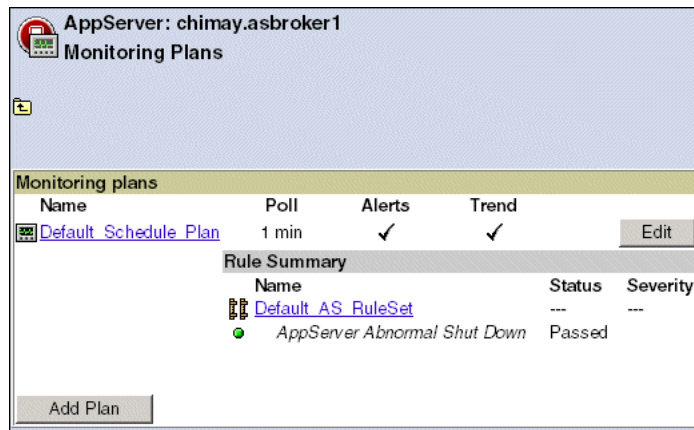 AppServer: chimay.asbroker1
Monitoring Plans
Monitoring plans
Name Poll Alerts Trend
Default_Schedule_Plan 1 min ✓ ✓ Edit
Rule Summary
Name Status Severity
Default_AS_RuleSet --- ---
AppServer Abnormal Shut Down Passed
Add Plan